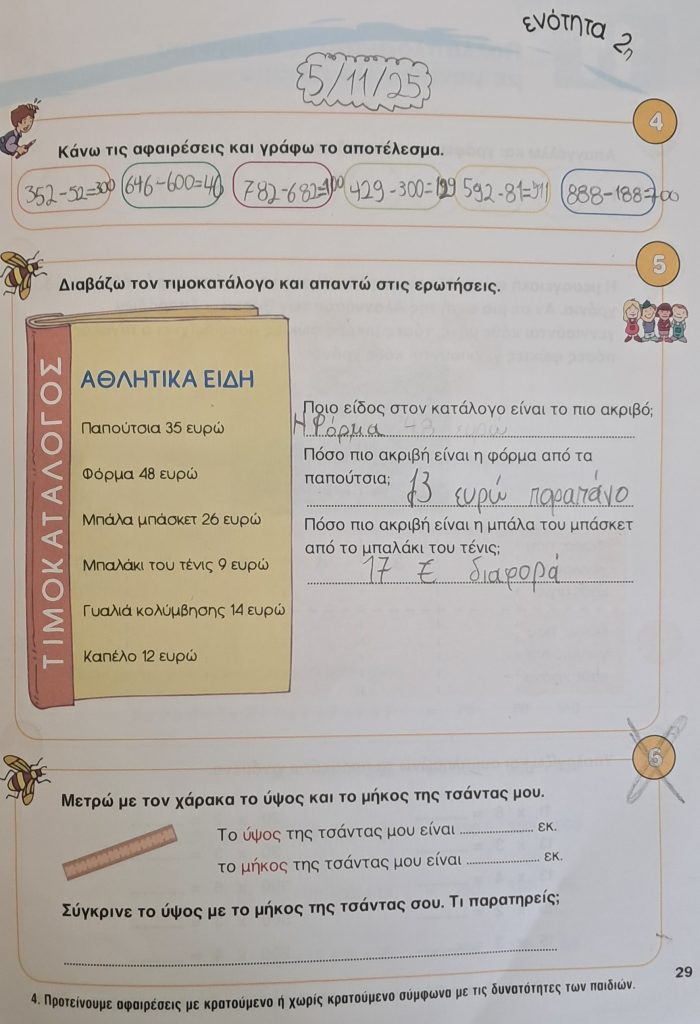 ενότητα 2η
5/11/25
4
Κάνω τις αφαιρέσεις και γράφω το αποτέλεσμα.
352-52=300 646-600=46 782-682=100 429-300=129 592-81=511 888-188=700
5
Διαβάζω τον τιμοκατάλογο και απαντώ στις ερωτήσεις.
ΤΙΜΟΚΑΤΑΛΟΓΟΣ
ΑΘΛΗΤΙΚΑ ΕΙΔΗ
Παπούτσια 35 ευρώ
Φόρμα 48 ευρώ
Μπάλα μπάσκετ 26 ευρώ
Μπαλάκι του τένις 9 ευρώ
Γυαλιά κολύμβησης 14 ευρώ
Καπέλο 12 ευρώ
Ποιο είδος στον κατάλογο είναι το πιο ακριβό;
Η Φόρμα 48 ευρώ
Πόσο πιο ακριβή είναι η φόρμα από τα
παπούτσια; 13 ευρώ παραπάνο
Πόσο πιο ακριβή είναι η μπάλα του μπάσκετ
από το μπαλάκι του τένις;
17 € διαφορά
6
Μετρώ με τον χάρακα το ύψος και το μήκος της τσάντας μου.
Το ύψος της τσάντας μου είναι .................... εκ.
το μήκος της τσάντας μου είναι .................... εκ.
Σύγκρινε το ύψος με το μήκος της τσάντας σου. Τι παρατηρείς;
29
4. Προτείνουμε αφαιρέσεις με κρατούμενο ή χωρίς κρατούμενο σύμφωνα με τις δυνατότητες των παιδιών.